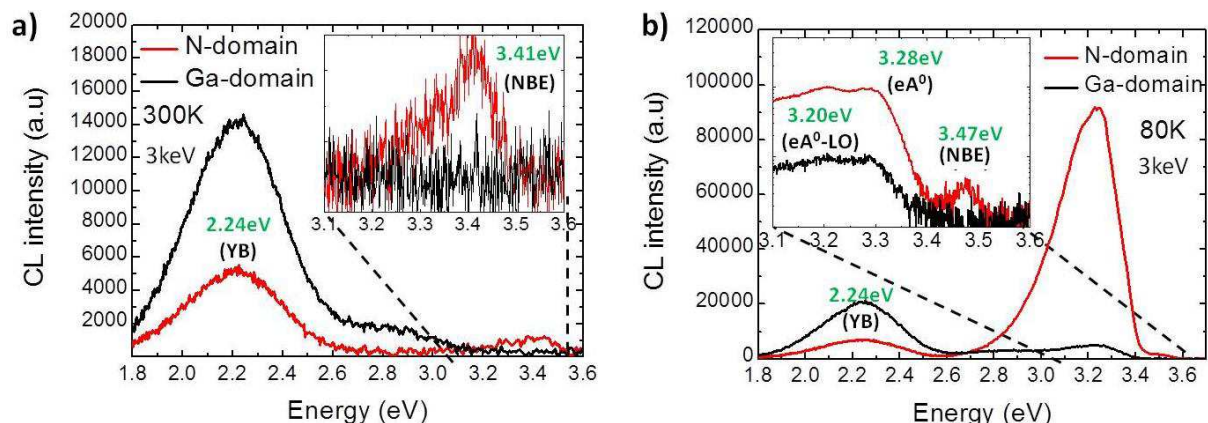 a)
20000
18000
16000
14000
12000
10000
8000
6000
4000
2000
CL intensity (a.u)
N-domain
Ga-domain
300K
3keV
2.24eV
(YB)
3.41eV
(NBE)
3.1 3.2 3.3 3.4 3.5 3.6
1.8 2.0 2.2 2.4 2.6 2.8 3.0 3.2 3.4 3.6
Energy (eV)
b)
120000
100000
80000
60000
40000
20000
0
CL intensity (a.u)
N-domain
Ga-domain
80K
3keV
3.28eV
(eA⁰)
3.20eV
(eA⁰-LO)
3.47eV
(NBE)
3.1 3.2 3.3 3.4 3.5 3.6
2.24eV
(YB)
1.8 2.0 2.2 2.4 2.6 2.8 3.0 3.2 3.4 3.6
Energy (eV)